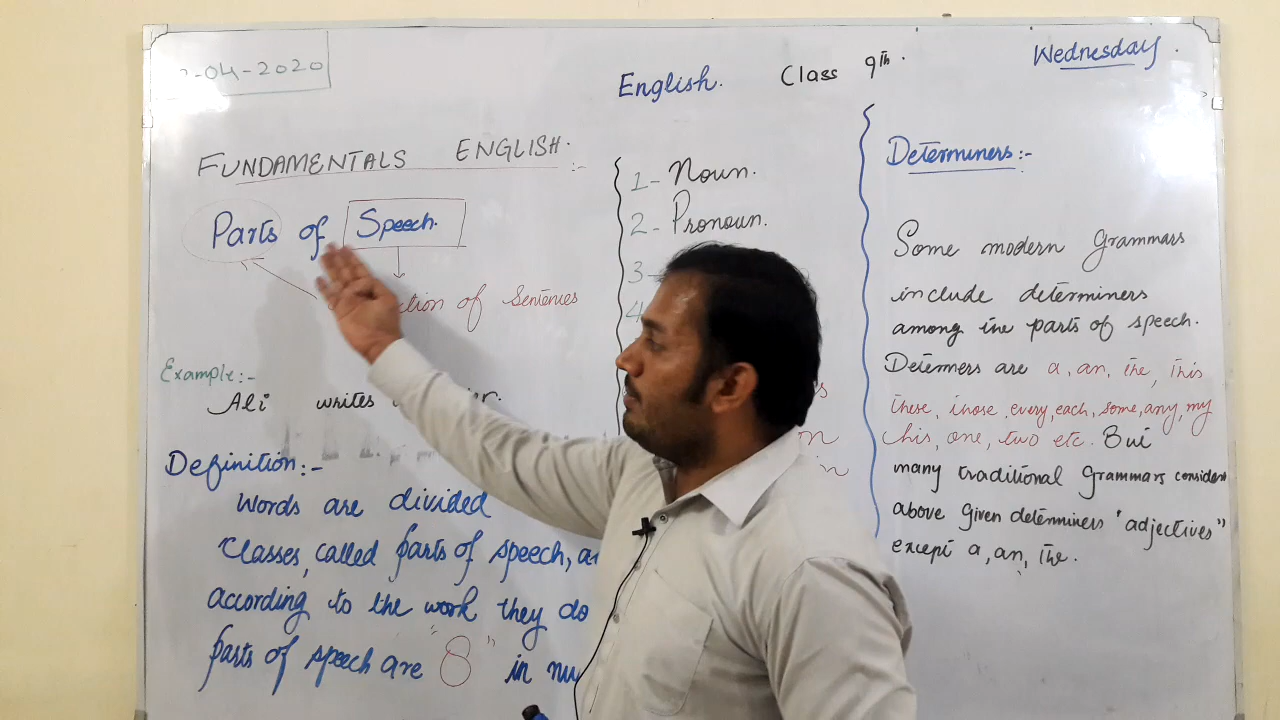 -04-2020
English.
Class 9th.
Wednesday.
FUNDAMENTALS ENGLISH.:-
Parts of Speech.
of Sentences
Example:-
Ali writes
Definition:-
Words are divided
Classes, called parts of speech,
according to the work they do
parts of speech are "8" in
1- Noun.
2- Pronoun.
3-
4
Determiners:-
Some modern Grammars
include determiners
among the parts of speech.
Determers are a, an, the, this
these, those, every, each, some, any, my
his, one, two etc. But
many traditional Grammars consider
above given determiners "adjectives"
except a, an, the.